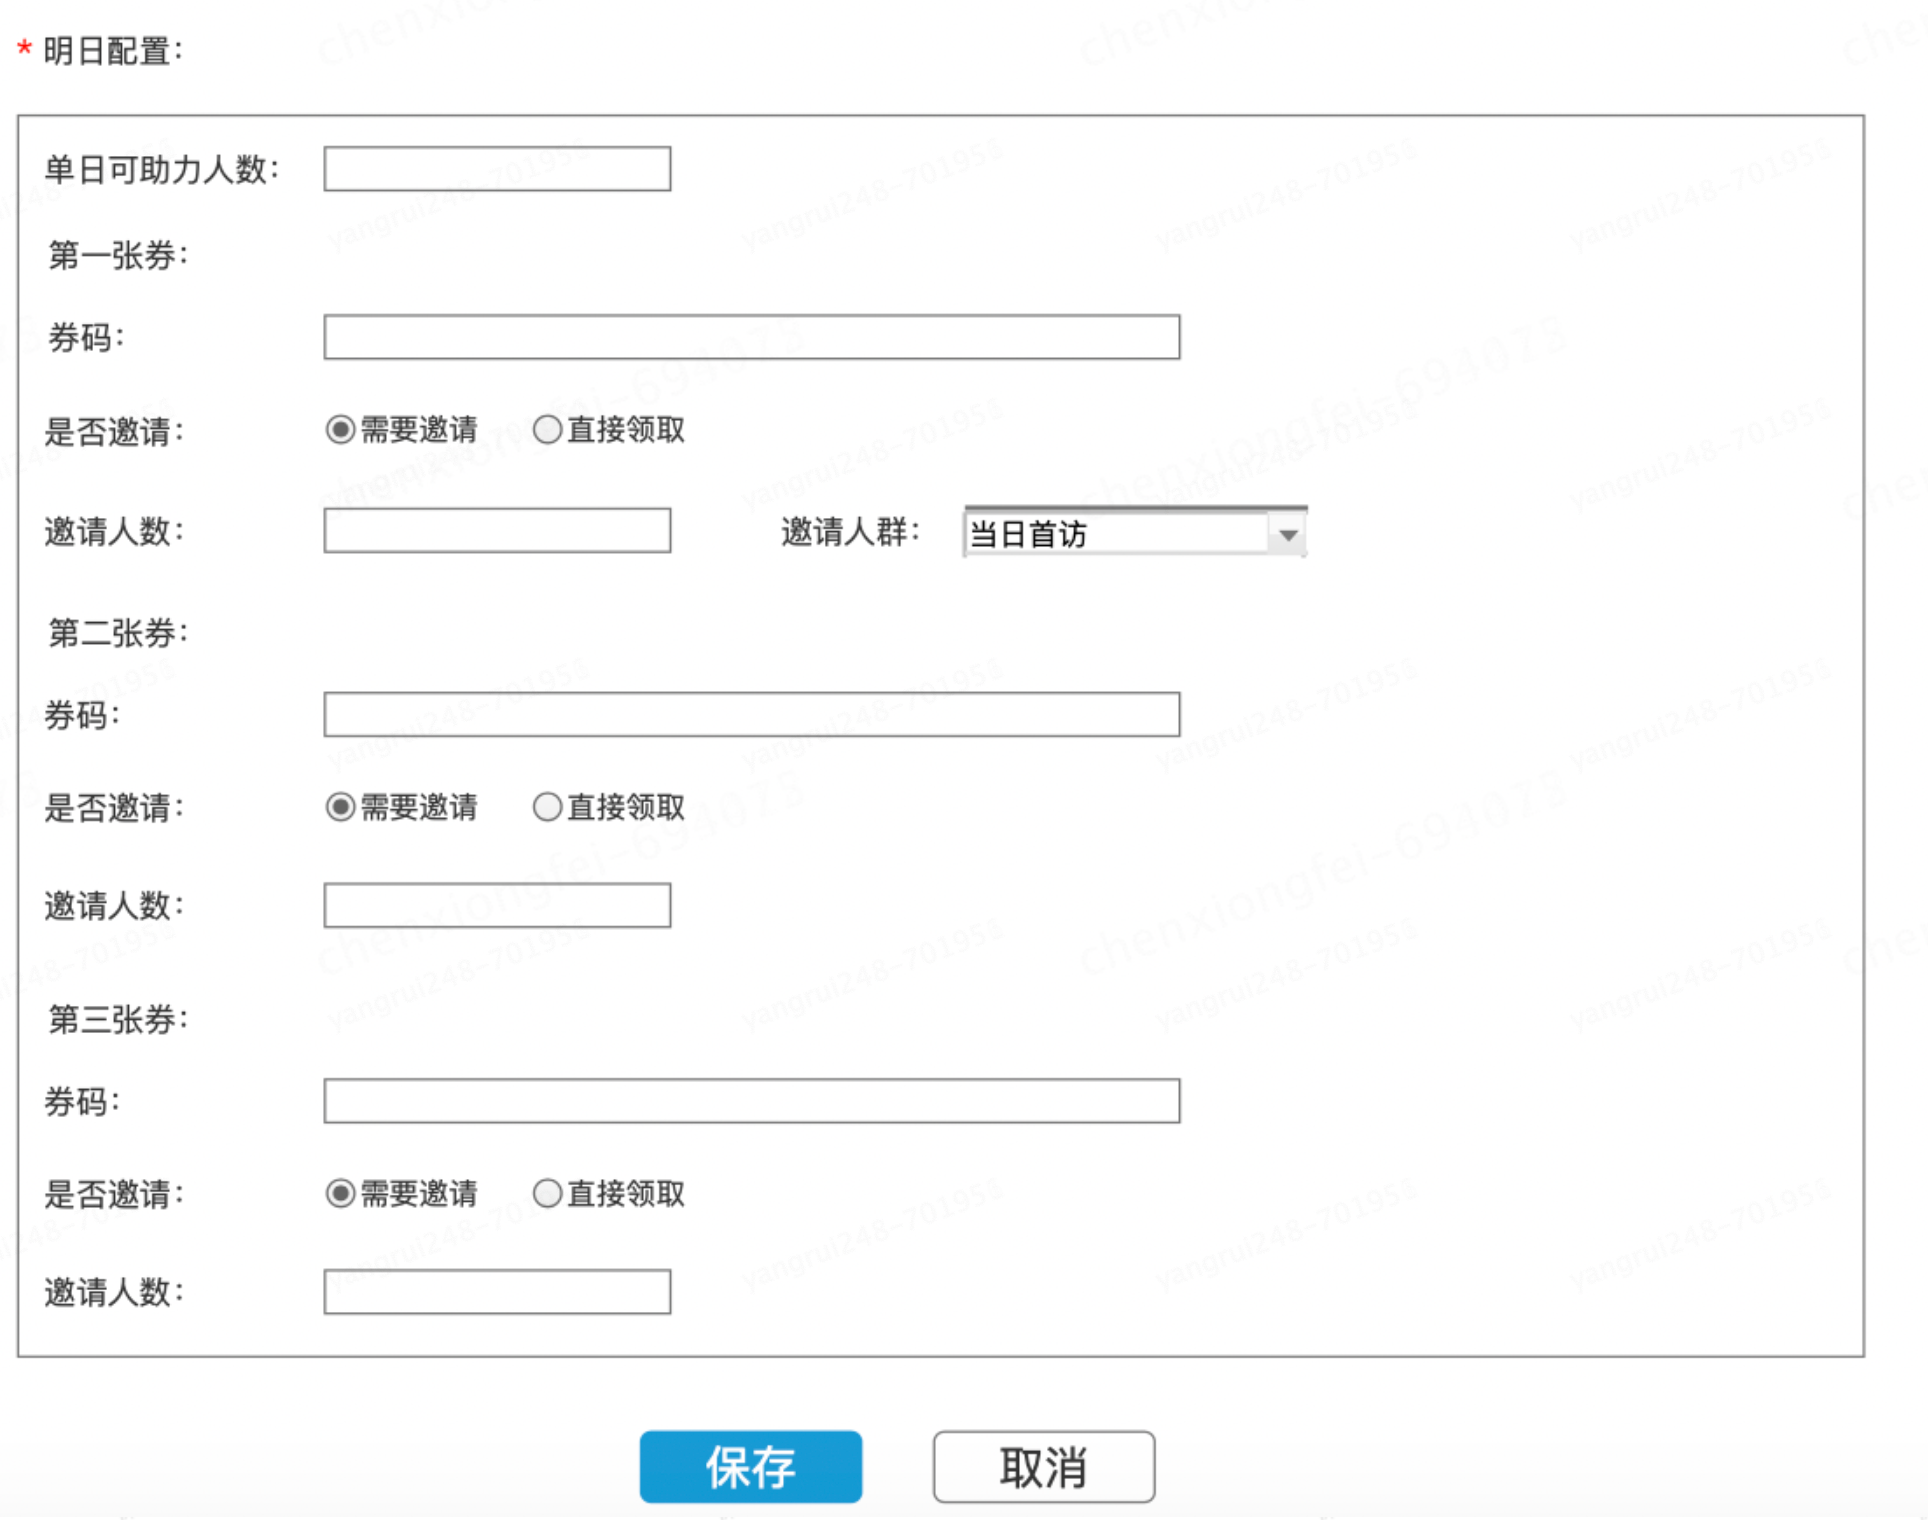 * 明日配置：
单日可助力人数：
第一张券：
券码：
是否邀请： 需要邀请 直接领取
邀请人数： 邀请人群： 当日首访
第二张券：
券码：
是否邀请： 需要邀请 直接领取
邀请人数：
第三张券：
券码：
是否邀请： 需要邀请 直接领取
邀请人数：
保存 取消